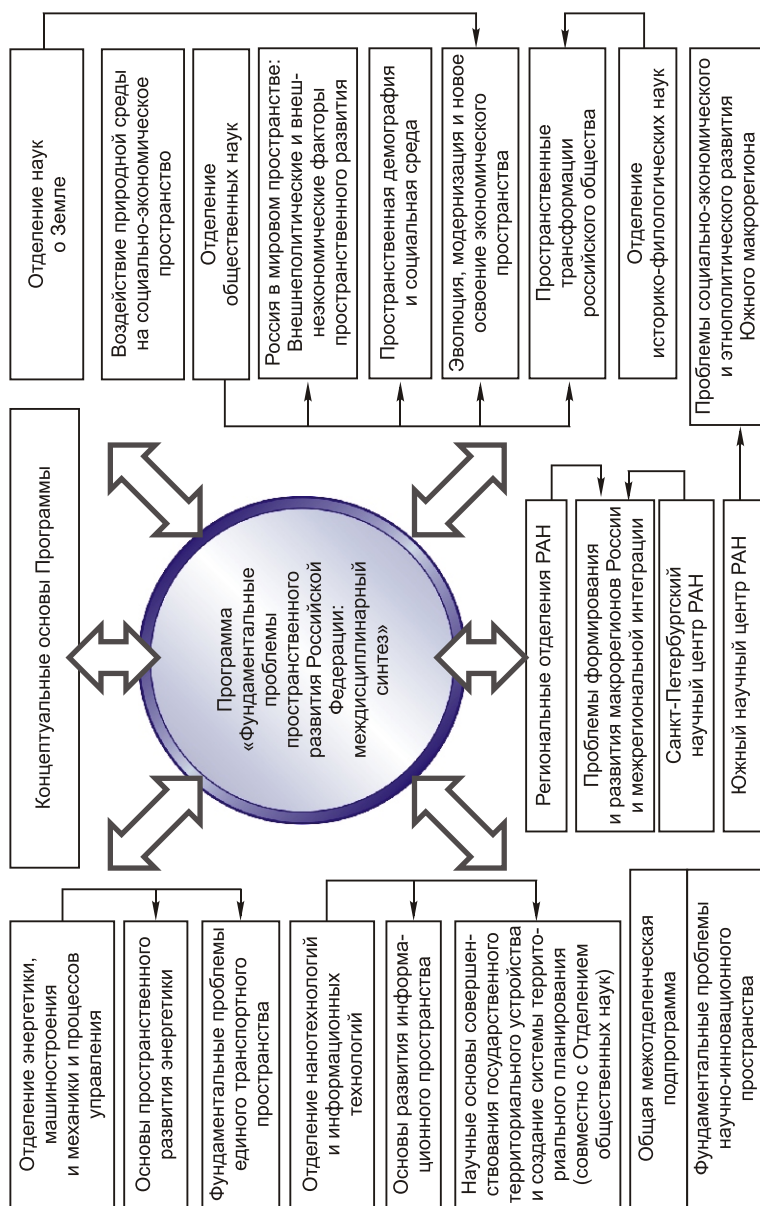 Концептуальные основы Программы
Отделение энергетики,
машиностроения
и механики и процессов
управления
Основы пространственного
развития энергетики
Фундаментальные проблемы
единого транспортного
пространства
Отделение нанотехнологий
и информационных
технологий
Основы развития информа-
ционного пространства
Научные основы совершен-
ствования государственного
территориального устройства
и создание системы террито-
риального планирования
(совместно с Отделением
общественных наук)
Общая межотделенческая
подпрограмма
Фундаментальные проблемы
научно-инновационного
пространства
Программа
«Фундаментальные
проблемы
пространственного
развития Российской
Федерации:
междисциплинарный
синтез»
Региональные отделения РАН
Проблемы формирования
и развития макрорегионов России
и межрегиональной интеграции
Санкт-Петербургский
научный центр РАН
Южный научный центр РАН
Отделение наук
о Земле
Воздействие природной среды
на социально-экономическое
пространство
Отделение
общественных наук
Россия в мировом пространстве:
Внешнеполитические и внеш-
неэкономические факторы
пространственного развития
Пространственная демография
и социальная среда
Эволюция, модернизация и новое
освоение экономического
пространства
Пространственные
трансформации
российского общества
Отделение
историко-филологических наук
Проблемы социально-экономического
и этнополитического развития
Южного макрорегиона